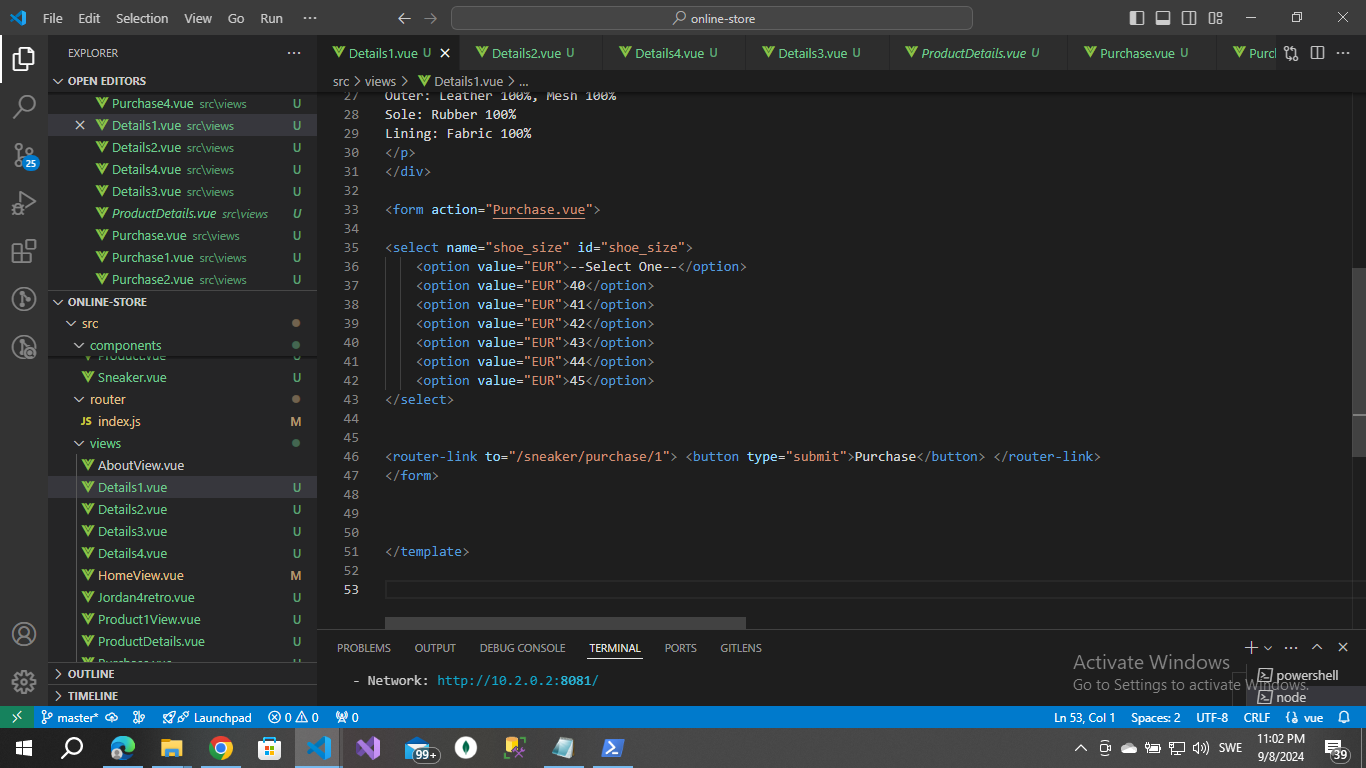 File Edit Selection View Go Run ··· online-store
EXPLORER ···
OPEN EDITORS
Purchase4.vue src\views U
Details1.vue src\views U
Details2.vue src\views U
Details4.vue src\views U
Details3.vue src\views U
ProductDetails.vue src\views U
Purchase.vue src\views U
Purchase1.vue src\views U
Purchase2.vue src\views U
ONLINE-STORE
src
components
Product.vue U
Sneaker.vue U
router
JS index.js M
views
AboutView.vue
Details1.vue U
Details2.vue U
Details3.vue U
Details4.vue U
HomeView.vue M
Jordan4retro.vue U
Product1View.vue U
ProductDetails.vue U
Purchase.vue U
OUTLINE
TIMELINE
25
Details1.vue U Details2.vue U Details4.vue U Details3.vue U ProductDetails.vue U Purchase.vue U Purc
src > views > Details1.vue > ...
27 Outer: Leather 100%, Mesh 100%
28 Sole: Rubber 100%
29 Lining: Fabric 100%
30 </p>
31 </div>
32
33 <form action="Purchase.vue">
34
35 <select name="shoe_size" id="shoe_size">
36 <option value="EUR">--Select One--</option>
37 <option value="EUR">40</option>
38 <option value="EUR">41</option>
39 <option value="EUR">42</option>
40 <option value="EUR">43</option>
41 <option value="EUR">44</option>
42 <option value="EUR">45</option>
43 </select>
44
45
46 <router-link to="/sneaker/purchase/1"> <button type="submit">Purchase</button> </router-link>
47 </form>
48
49
50
51 </template>
52
53
PROBLEMS OUTPUT DEBUG CONSOLE TERMINAL PORTS GITLENS
- Network: http://10.2.0.2:8081/
powershell
node
Activate Windows
Go to Settings to activate Windows.
master* Launchpad 0 0 0 Ln 53, Col 1 Spaces: 2 UTF-8 CRLF vue
99+ SWE 11:02 PM
9/8/2024
39